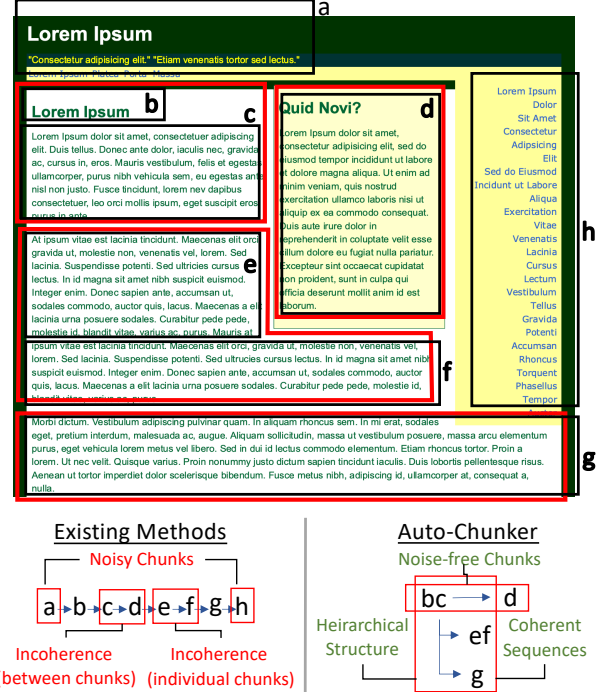 a
Lorem Ipsum
"Consectetur adipisicing elit." "Etiam venenatis tortor sed lectus."
Lorem Ipsum Platea Porta Massa
b
c
Lorem Ipsum
Lorem Ipsum dolor sit amet, consectetuer adipiscing
elit. Duis tellus. Donec ante dolor, iaculis nec, gravida
ac, cursus in, eros. Mauris vestibulum, felis et egestas
ullamcorper, purus nibh vehicula sem, eu egestas ante
nisl non justo. Fusce tincidunt, lorem nev dapibus
consectetuer, leo orci mollis ipsum, eget suscipit eros
purus in ante.
d
Quid Novi?
Lorem ipsum dolor sit amet,
consectetur adipisicing elit, sed do
eiusmod tempor incididunt ut labore
et dolore magna aliqua. Ut enim ad
minim veniam, quis nostrud
exercitation ullamco laboris nisi ut
aliquip ex ea commodo consequat.
Duis aute irure dolor in
reprehenderit in coluptate velit esse
cillum dolore eu fugiat nulla pariatur.
Excepteur sint occaecat cupidatat
non proident, sunt in culpa qui
officia deserunt mollit anim id est
laborum.
Lorem Ipsum
Dolor
Sit Amet
Consectetur
Adipsicing
Elit
Sed do Eiusmod
Incidunt ut Labore
Aliqua
Exercitation
Vitae
Venenatis
Lacinia
Cursus
Lectum
Vestibulum
Tellus
Gravida
Potenti
Accumsan
Rhoncus
Torquent
Phasellus
Tempor
h
At ipsum vitae est lacinia tincidunt. Maecenas elit orci
gravida ut, molestie non, venenatis vel, lorem. Sed
lacinia. Suspendisse potenti. Sed ultricies cursus
lectus. In id magna sit amet nibh suspicit euismod.
Integer enim. Donec sapien ante, accumsan ut,
sodales commodo, auctor quis, lacus. Maecenas a elit
lacinia urna posuere sodales. Curabitur pede pede,
molestie id, blandit vitae, varius ac, purus. Mauris at
e
ipsum vitae est lacinia tincidunt. Maecenas elit orci, gravida ut, molestie non, venenatis vel,
lorem. Sed lacinia. Suspendisse potenti. Sed ultrucies cursus lectus. In id magna sit amet nibh
suspicit euismod. Integer enim. Donec sapien ante, accumsan ut, sodales commodo, auctor
quis, lacus. Maecenas a elit lacinia urna posuere sodales. Curabitur pede pede, molestie id,
blandit vitae, varius ac, purus.
f
Morbi dictum. Vestibulum adipiscing pulvinar quam. In aliquam rhoncus sem. In mi erat, sodales
eget, pretium interdum, malesuada ac, augue. Aliquam sollicitudin, massa ut vestibulum posuere, massa arcu elementum
purus, eget vehicula lorem metus vel libero. Sed in dui id lectus commodo elementum. Etiam rhoncus tortor. Proin a
lorem. Ut nec velit. Quisque varius. Proin nonummy justo dictum sapien tincidunt iaculis. Duis lobortis pellentesque risus.
Aenean ut tortor imperdiet dolor scelerisque bibendum. Fusce metus nibh, adipiscing id, ullamcorper at, consequat a,
nulla.
g
Existing Methods
Noisy Chunks
a b c d e f g h
Incoherence
(between chunks)
Incoherence
(individual chunks)
Auto-Chunker
Noise-free Chunks
bc d
ef
g
Heirarchical
Structure
Coherent
Sequences